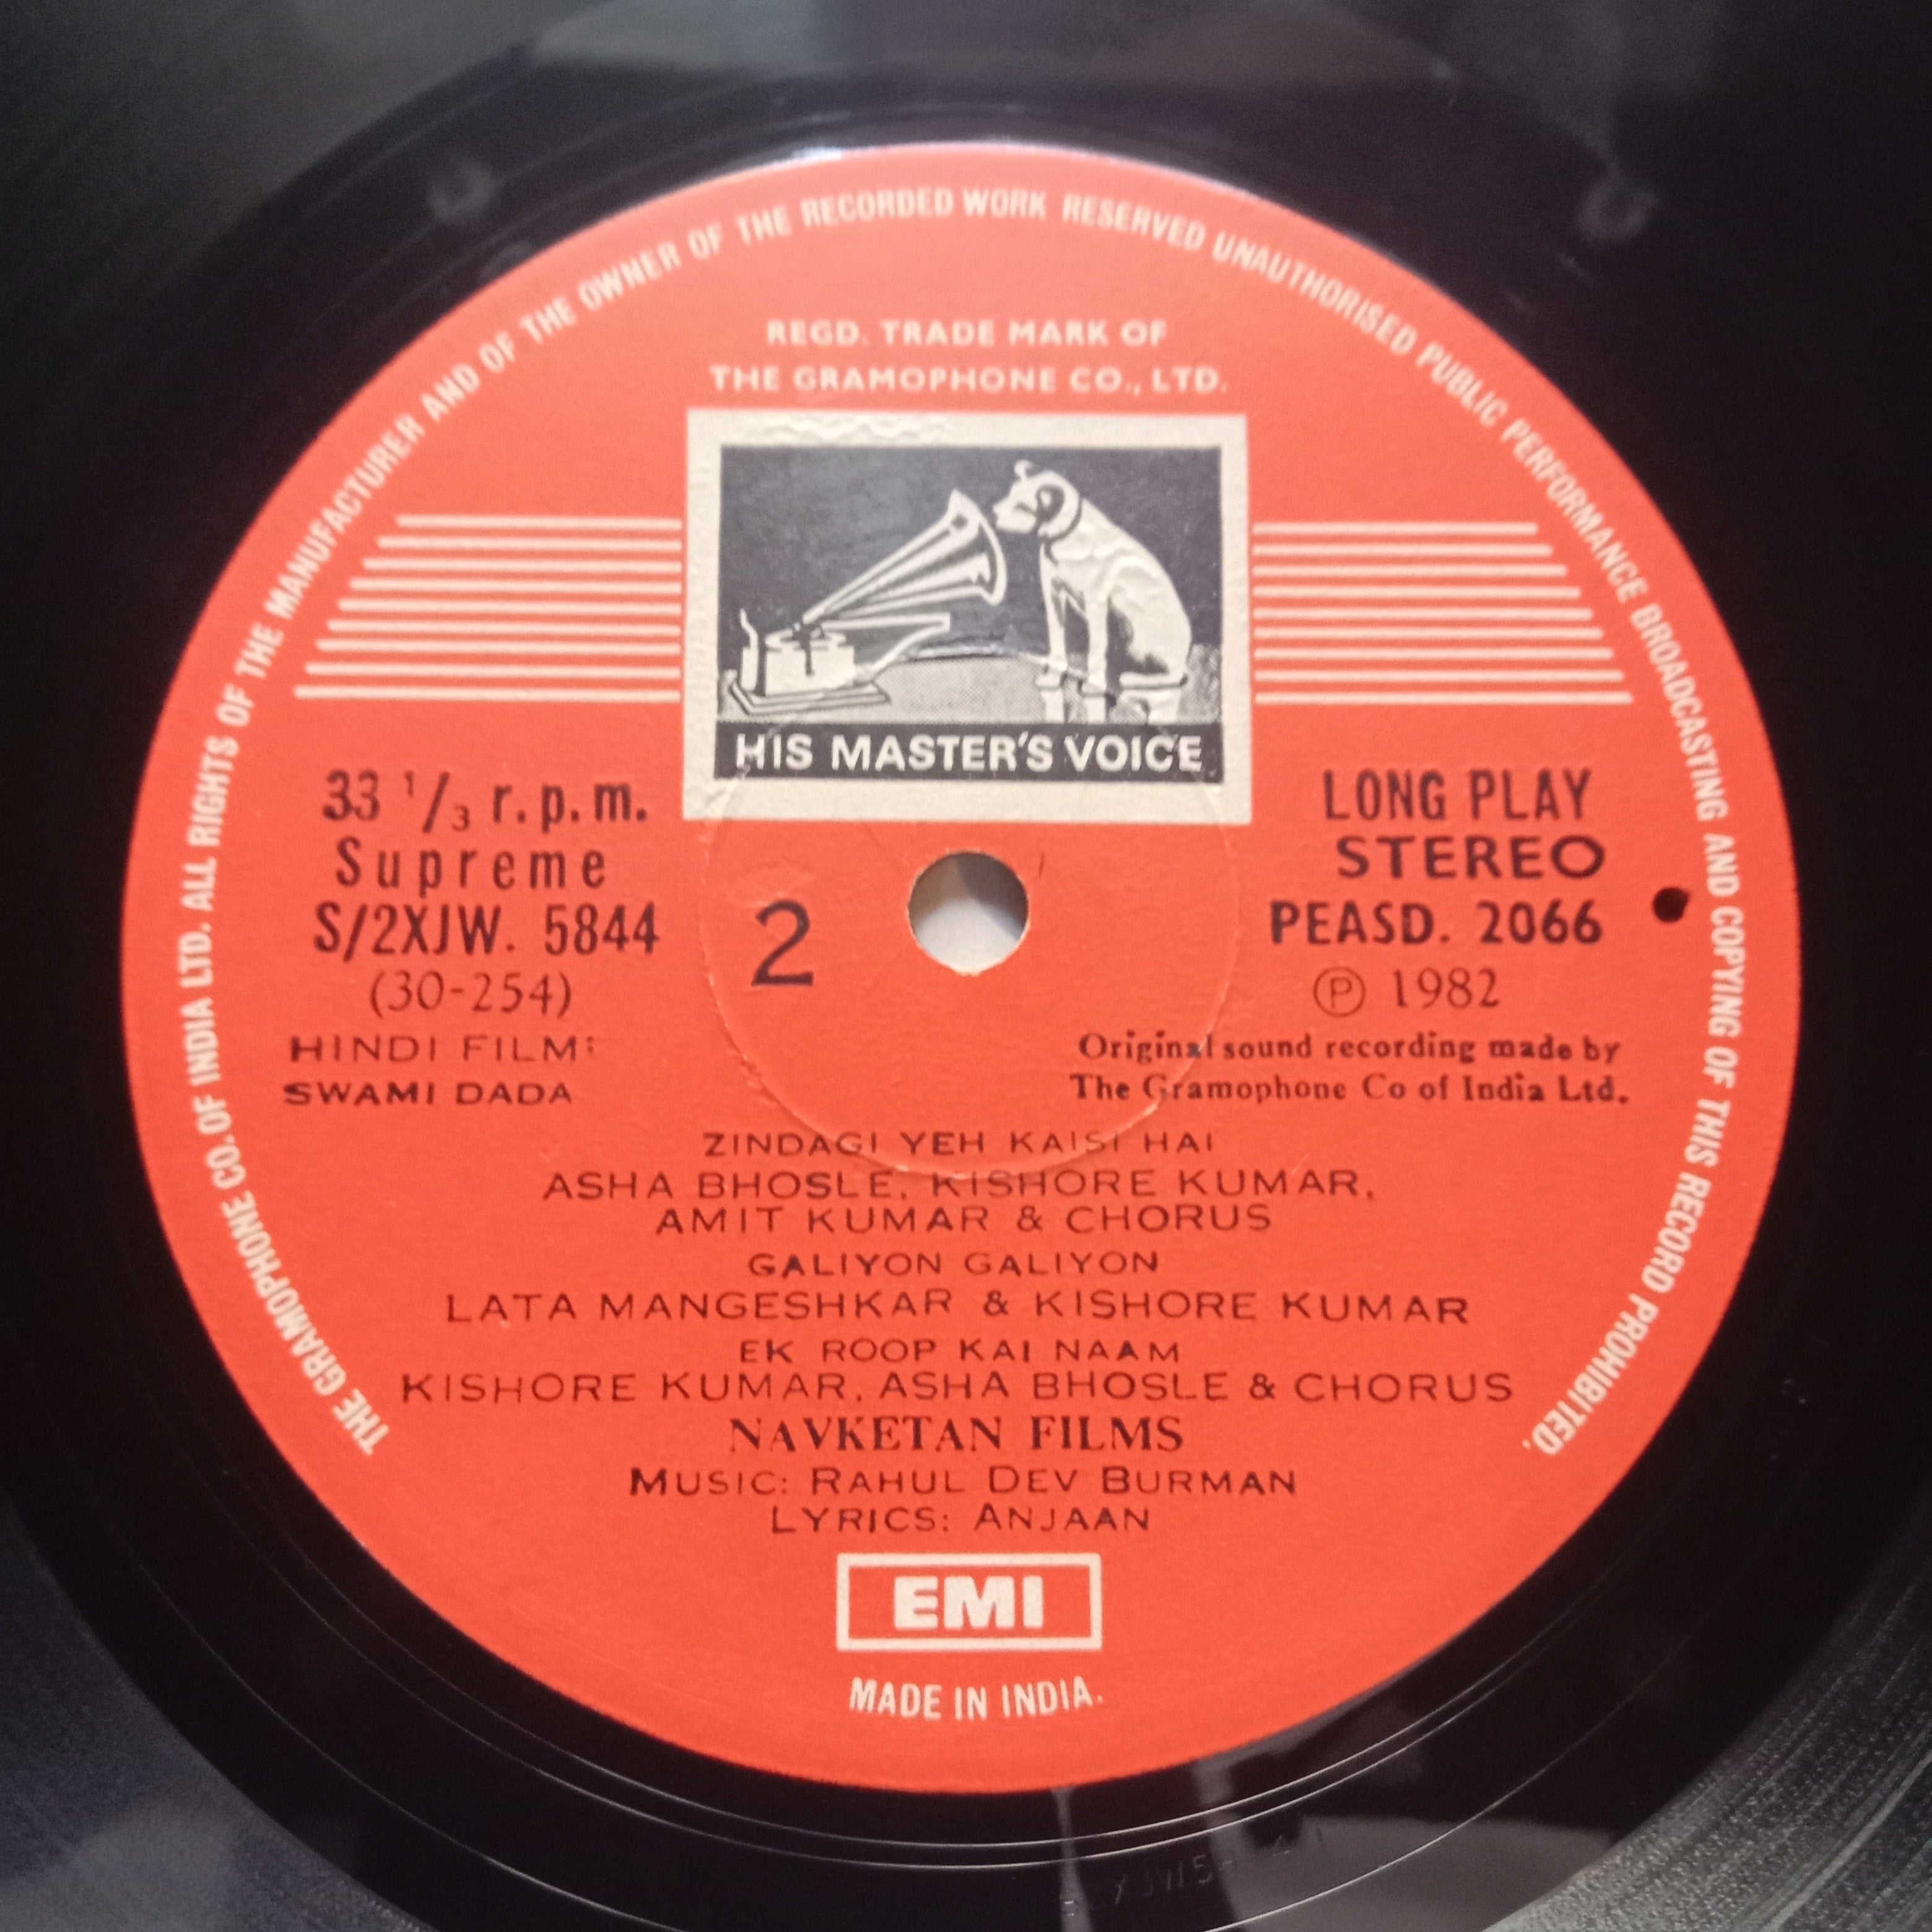 THE GRAMOPHONE CO. OF INDIA LTD. ALL RIGHTS OF THE MANUFACTURER AND OF THE OWNER OF THE RECORDED WORK RESERVED UNAUTHORISED PUBLIC PERFORMANCE BROADCASTING AND COPYING OF THIS RECORD PROHIBITED.
REGD. TRADE MARK OF
THE GRAMOPHONE CO., LTD.
HIS MASTER'S VOICE
33 1/3 r.p.m.
Supreme
S/2XJW. 5844
(30-254)
HINDI FILM:
SWAMI DADA
2
LONG PLAY
STEREO
PEASD. 2066
℗ 1982
Original sound recording made by
The Gramophone Co of India Ltd.
ZINDAGI YEH KAISI HAI
ASHA BHOSLE, KISHORE KUMAR,
AMIT KUMAR & CHORUS
GALIYON GALIYON
LATA MANGESHKAR & KISHORE KUMAR
EK ROOP KAI NAAM
KISHORE KUMAR, ASHA BHOSLE & CHORUS
NAVKETAN FILMS
MUSIC: RAHUL DEV BURMAN
LYRICS: ANJAAN
EMI
MADE IN INDIA.